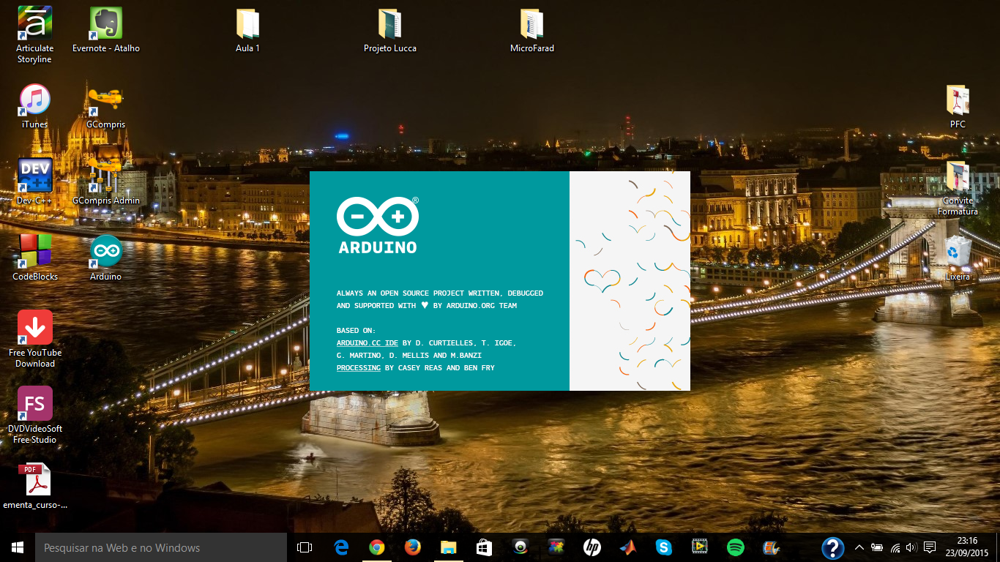 Articulate
Storyline
Evernote - Atalho
Aula 1
Projeto Lucca
MicroFarad
iTunes
GCompris
PFC
DEV
C++
Dev-C++
GCompris Admin
Convite
Formatura
CodeBlocks
Arduino
Lixeira
Free YouTube
Download
FS
DVDVideoSoft
Free Studio
PDF
ementa_curso-...
®
ARDUINO
ALWAYS AN OPEN SOURCE PROJECT WRITTEN, DEBUGGED
AND SUPPORTED WITH ♥ BY ARDUINO.ORG TEAM
BASED ON:
ARDUINO.CC IDE BY D. CURTIELLES, T. IGOE,
G. MARTINO, D. MELLIS AND M.BANZI
PROCESSING BY CASEY REAS AND BEN FRY
Pesquisar na Web e no Windows
hp
23:16
23/09/2015